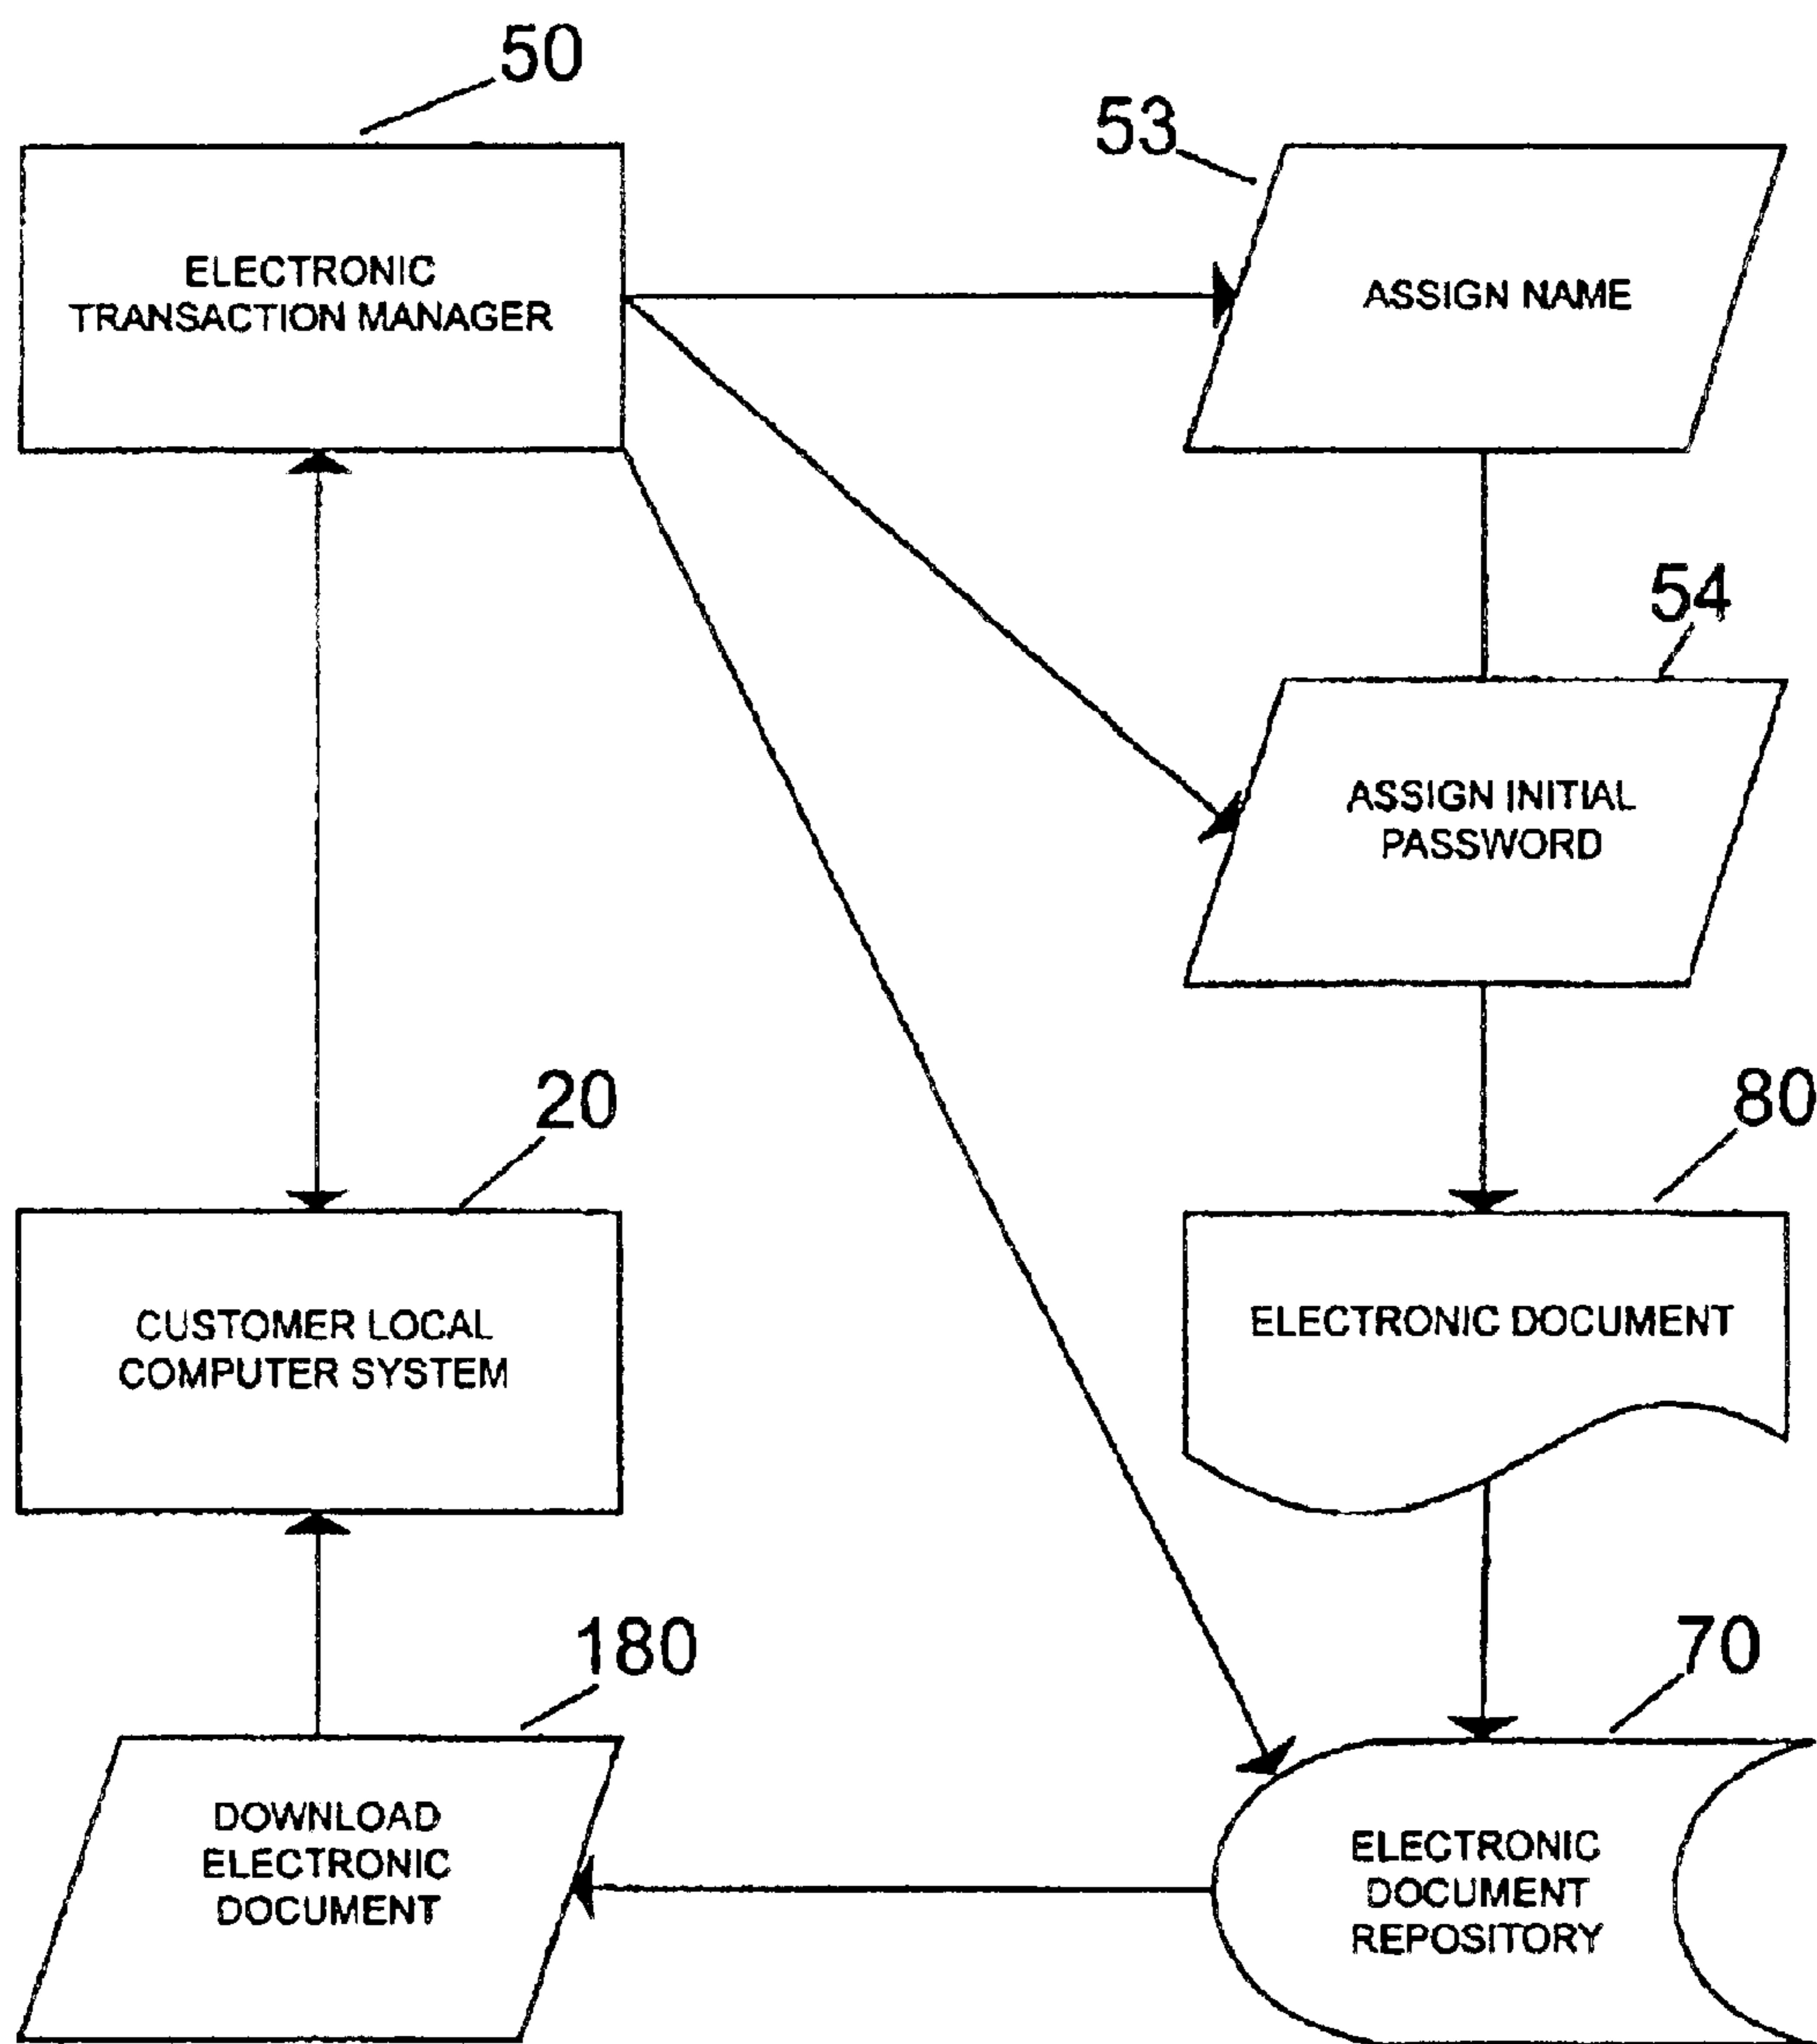 50
ELECTRONIC
TRANSACTION MANAGER
53
ASSIGN NAME
54
ASSIGN INITIAL
PASSWORD
20
CUSTOMER LOCAL
COMPUTER SYSTEM
80
ELECTRONIC DOCUMENT
180
DOWNLOAD
ELECTRONIC
DOCUMENT
70
ELECTRONIC
DOCUMENT
REPOSITORY